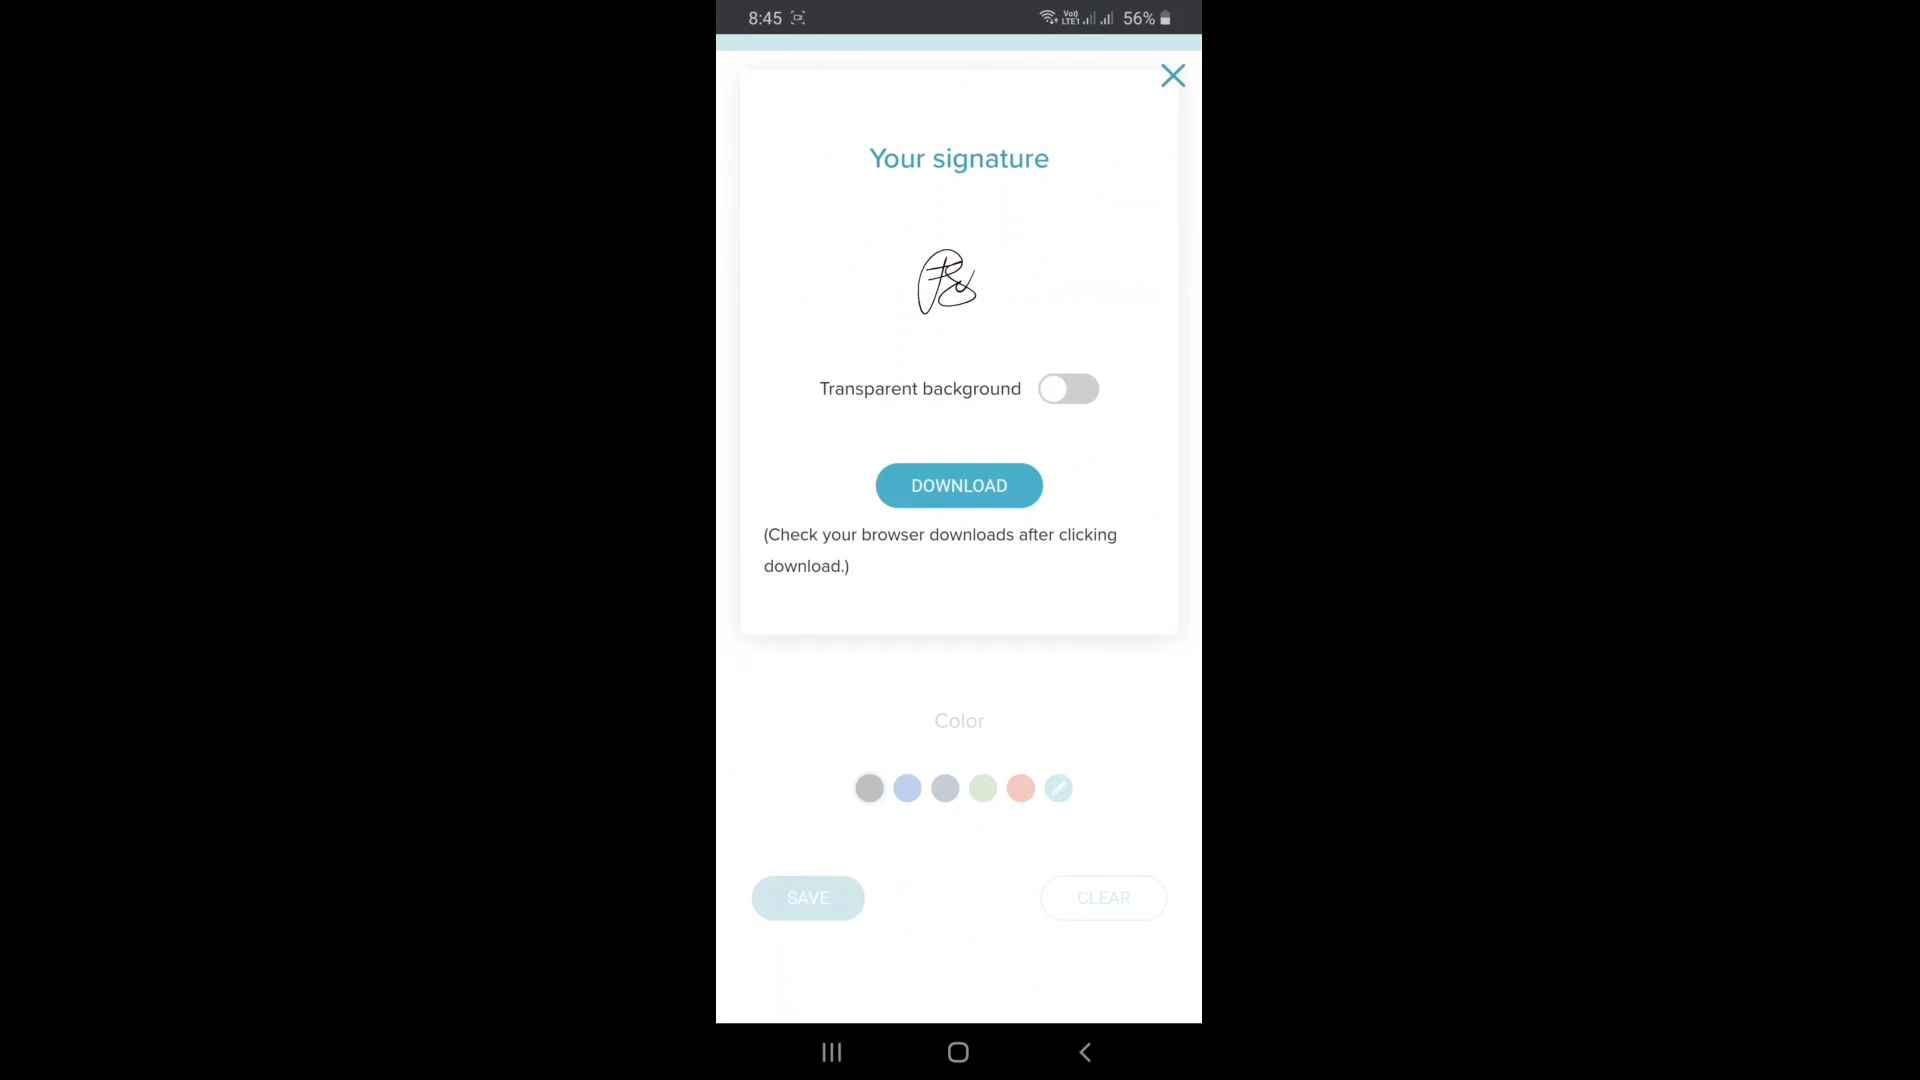 8:45 56%
Your signature
Transparent background
DOWNLOAD
(Check your browser downloads after clicking
download.)
Color
SAVE CLEAR